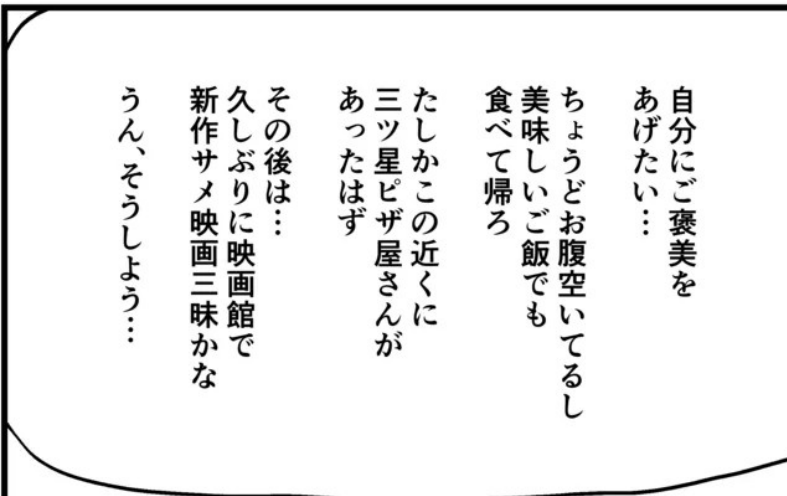 自分にご褒美を
あげたい…
ちょうどお腹空いてるし
美味しいご飯でも
食べて帰ろ
たしかこの近くに
三ツ星ピザ屋さんが
あったはず
その後は…
久しぶりに映画館で
新作サメ映画三昧かな
うん、そうしよう…